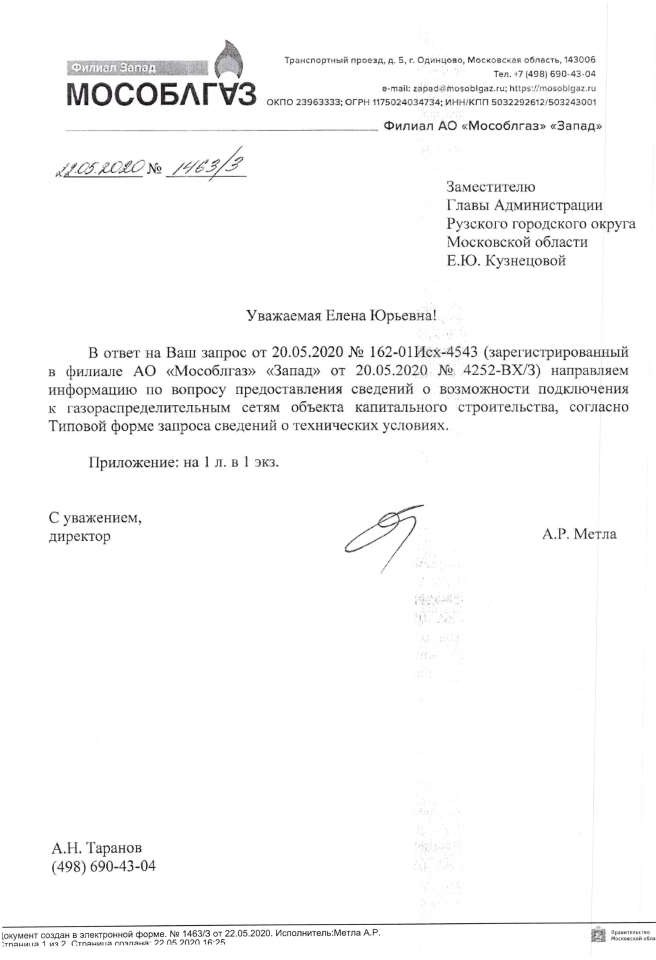 Филиал Запад
МОСОБЛГАЗ
Транспортный проезд, д. 5, г. Одинцово, Московская область, 143006
Тел. +7 (498) 690-43-04
e-mail: zapad@mosoblgaz.ru; https://mosoblgaz.ru
ОКПО 23963333; ОГРН 1175024034734; ИНН/КПП 5032292612/503243001
Филиал АО «Мособлгаз» «Запад»
22.05.2020 № 1463/3
Заместителю
Главы Администрации
Рузского городского округа
Московской области
Е.Ю. Кузнецовой
Уважаемая Елена Юрьевна!
В ответ на Ваш запрос от 20.05.2020 № 162-01Исх-4543 (зарегистрированный
в филиале АО «Мособлгаз» «Запад» от 20.05.2020 № 4252-ВХ/З) направляем
информацию по вопросу предоставления сведений о возможности подключения
к газораспределительным сетям объекта капитального строительства, согласно
Типовой форме запроса сведений о технических условиях.
Приложение: на 1 л. в 1 экз.
С уважением,
директор
А.Р. Метла
А.Н. Таранов
(498) 690-43-04
окумент создан в электронной форме. № 1463/3 от 22.05.2020. Исполнитель:Метла А.Р.
Страница 1 из 2. Страница создана: 22.05.2020 16:25
Правительство
Московской обла